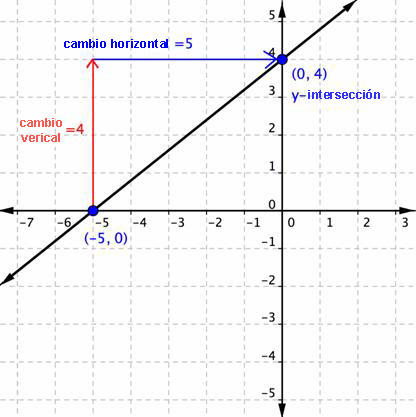 5
cambio horizontal =5
4
(0, 4)
3
y-intersección
cambio
verical =4
2
1
0
-7 -6 -5 -4 -3 -2 -1 0 1 2 3
(-5, 0)
-1
-2
-3
-4
-5